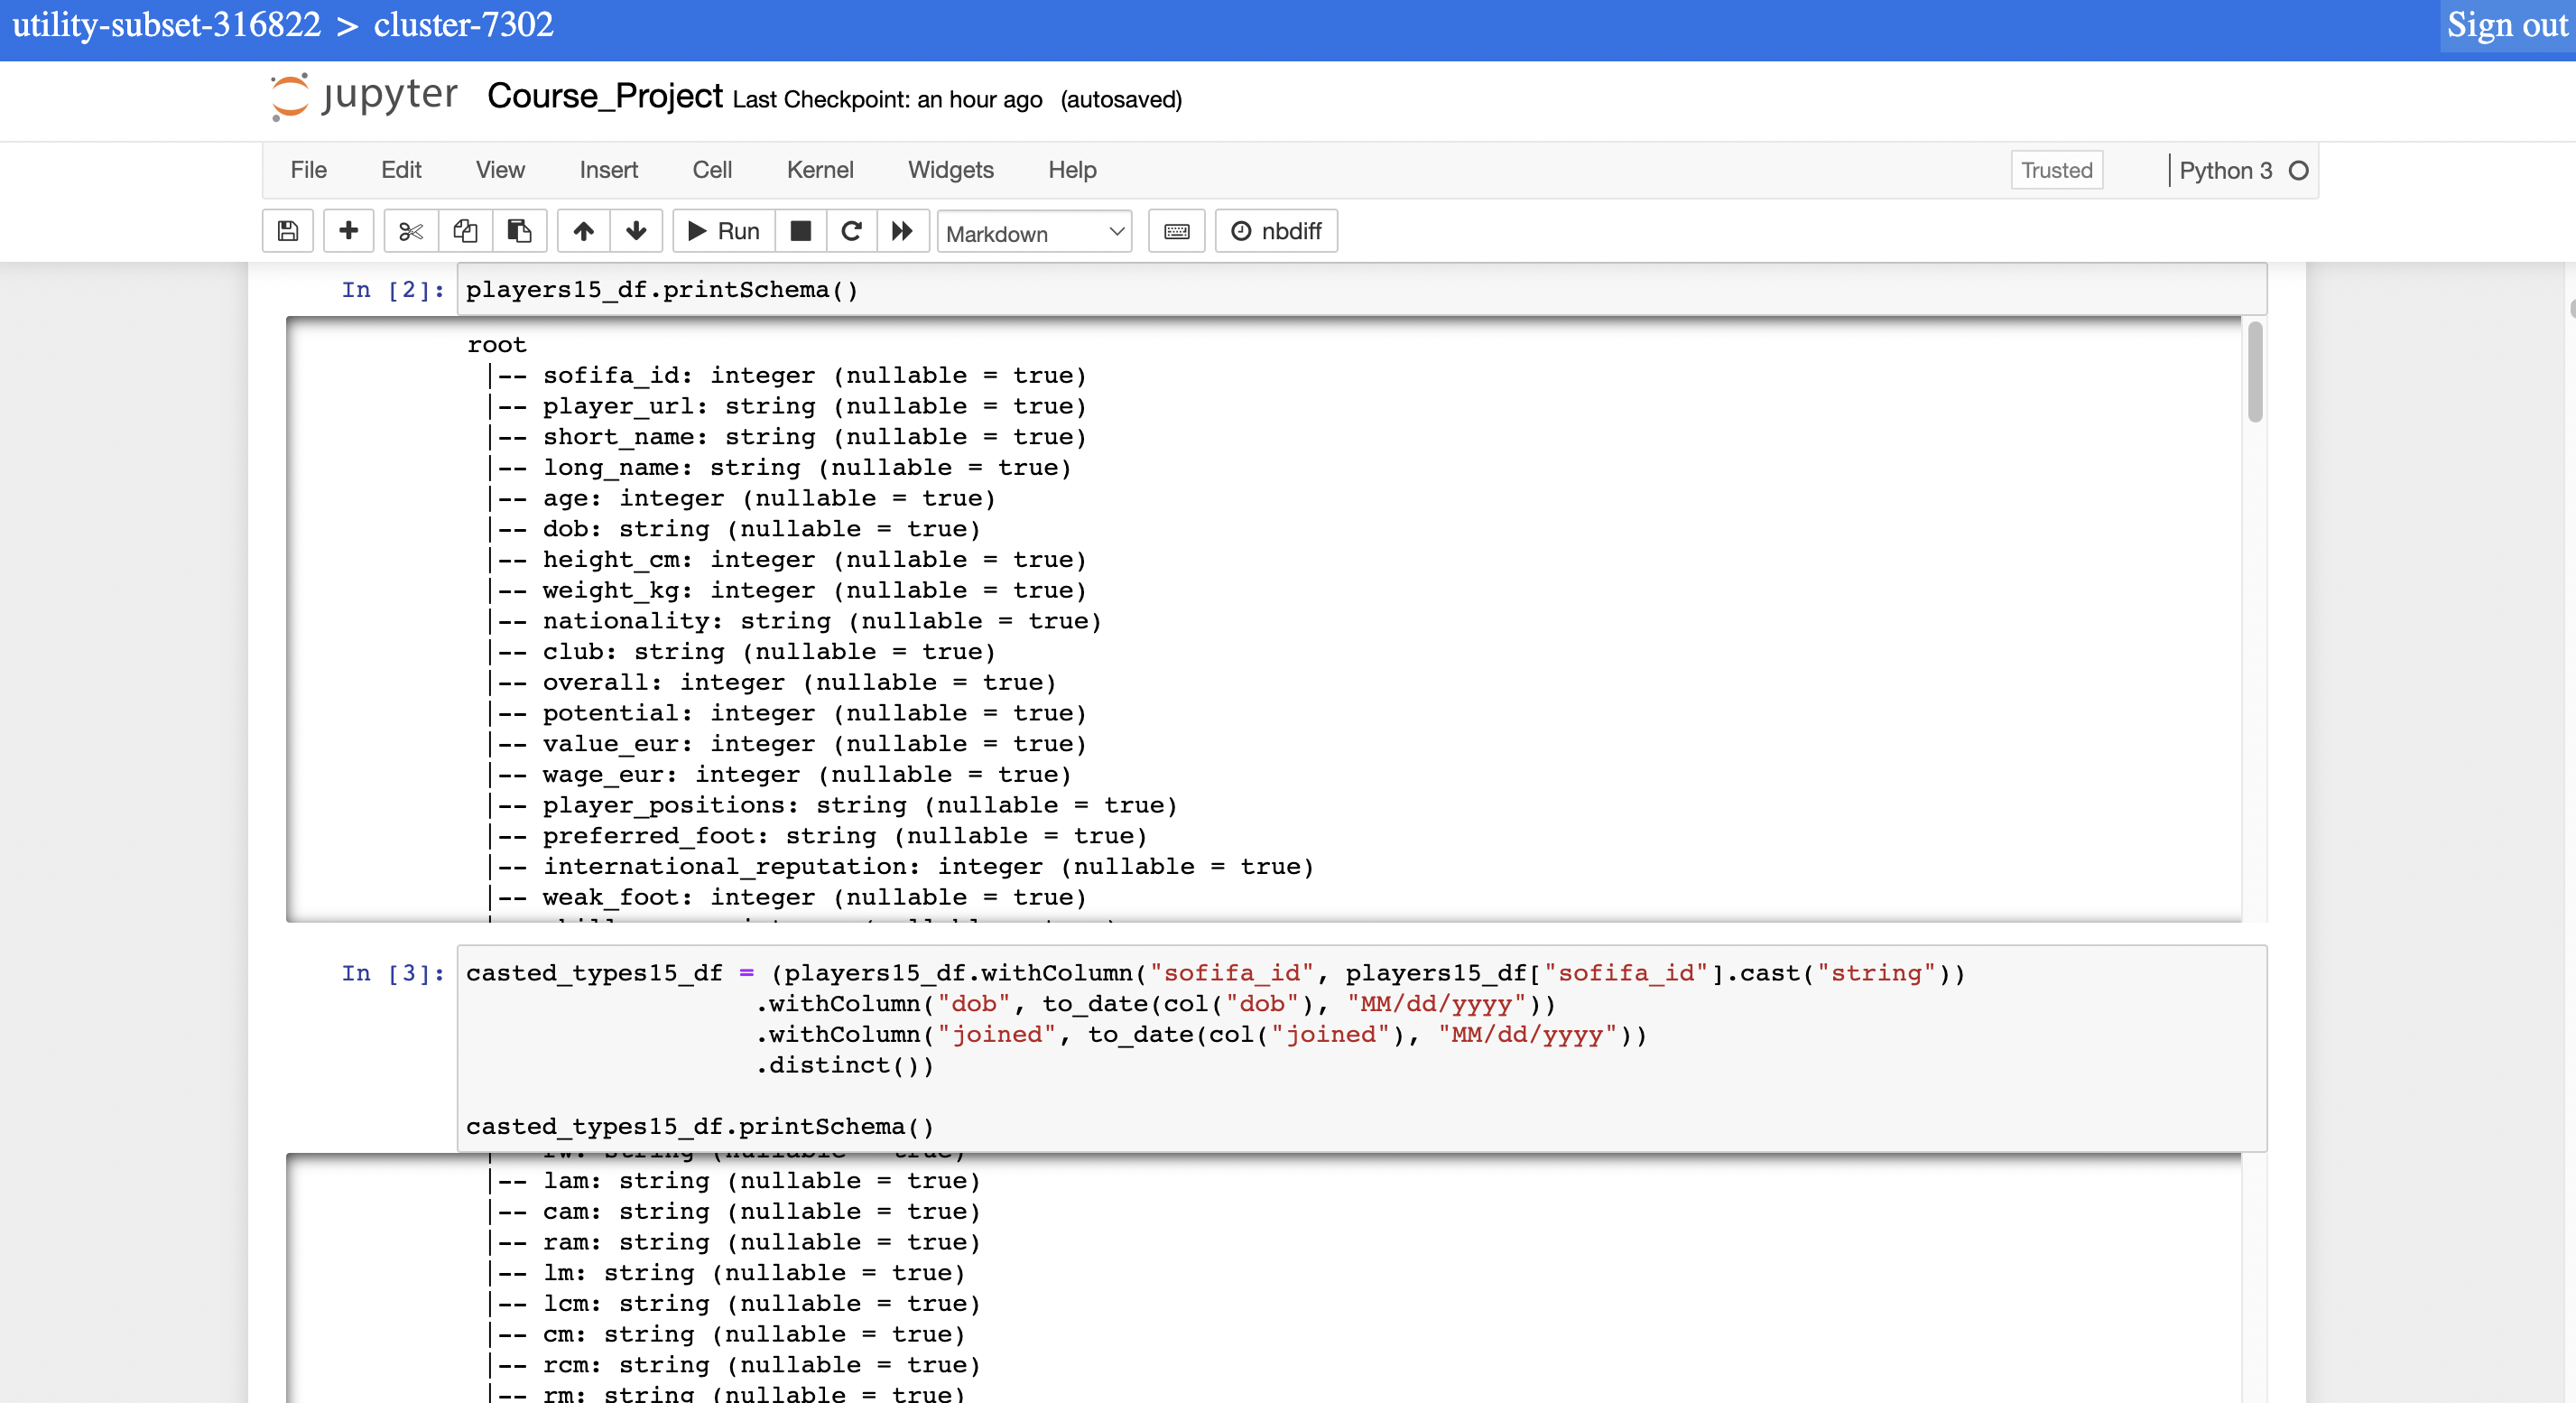 utility-subset-316822 > cluster-7302
Sign out
jupyter Course_Project Last Checkpoint: an hour ago (autosaved)
File Edit View Insert Cell Kernel Widgets Help Trusted Python 3
Run Markdown nbdiff
In [2]: players15_df.printSchema()
root
|-- sofifa_id: integer (nullable = true)
|-- player_url: string (nullable = true)
|-- short_name: string (nullable = true)
|-- long_name: string (nullable = true)
|-- age: integer (nullable = true)
|-- dob: string (nullable = true)
|-- height_cm: integer (nullable = true)
|-- weight_kg: integer (nullable = true)
|-- nationality: string (nullable = true)
|-- club: string (nullable = true)
|-- overall: integer (nullable = true)
|-- potential: integer (nullable = true)
|-- value_eur: integer (nullable = true)
|-- wage_eur: integer (nullable = true)
|-- player_positions: string (nullable = true)
|-- preferred_foot: string (nullable = true)
|-- international_reputation: integer (nullable = true)
|-- weak_foot: integer (nullable = true)
In [3]: casted_types15_df = (players15_df.withColumn("sofifa_id", players15_df["sofifa_id"].cast("string"))
.withColumn("dob", to_date(col("dob"), "MM/dd/yyyy"))
.withColumn("joined", to_date(col("joined"), "MM/dd/yyyy"))
.distinct())
casted_types15_df.printSchema()
|-- lam: string (nullable = true)
|-- cam: string (nullable = true)
|-- ram: string (nullable = true)
|-- lm: string (nullable = true)
|-- lcm: string (nullable = true)
|-- cm: string (nullable = true)
|-- rcm: string (nullable = true)
|-- rm: string (nullable = true)